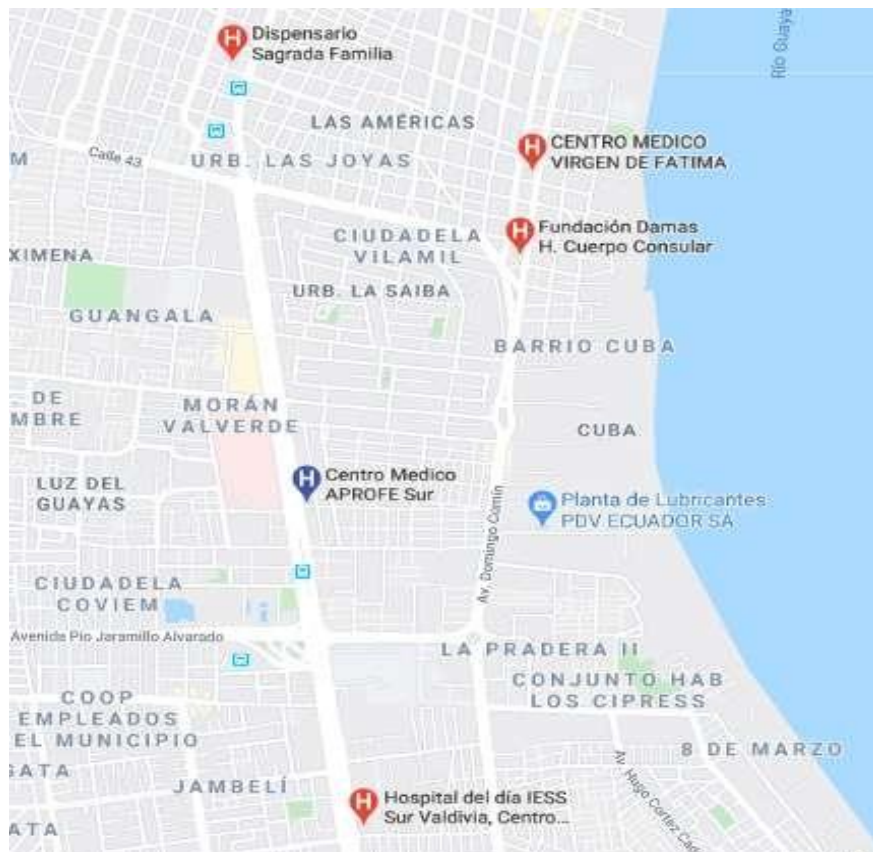 Dispensario
Sagrada Familia
Río Guaya
LAS AMÉRICAS
CENTRO MEDICO
VIRGEN DE FATIMA
Calle 43
M
URB. LAS JOYAS
Fundación Damas
H. Cuerpo Consular
CIUDADELA
VILAMIL
XIMENA
URB. LA SAIBA
GUANGALA
BARRIO CUBA
. DE
MBRE
MORÁN
VALVERDE
CUBA
LUZ DEL
GUAYAS
Centro Medico
APROFE Sur
Planta de Lubricantes
PDV ECUADOR SA
Av. Domingo Comín
CIUDADELA
COVIEM
Avenida Pio Jaramillo Alvarado
LA PRADERA II
CONJUNTO HAB
LOS CIPRESS
COOP
EMPLEADOS
EL MUNICIPIO
8 DE MARZO
GATA
JAMBELÍ
Av. Hugo Cortez Cad
Hospital del día IESS
Sur Valdivia, Centro...
ATA